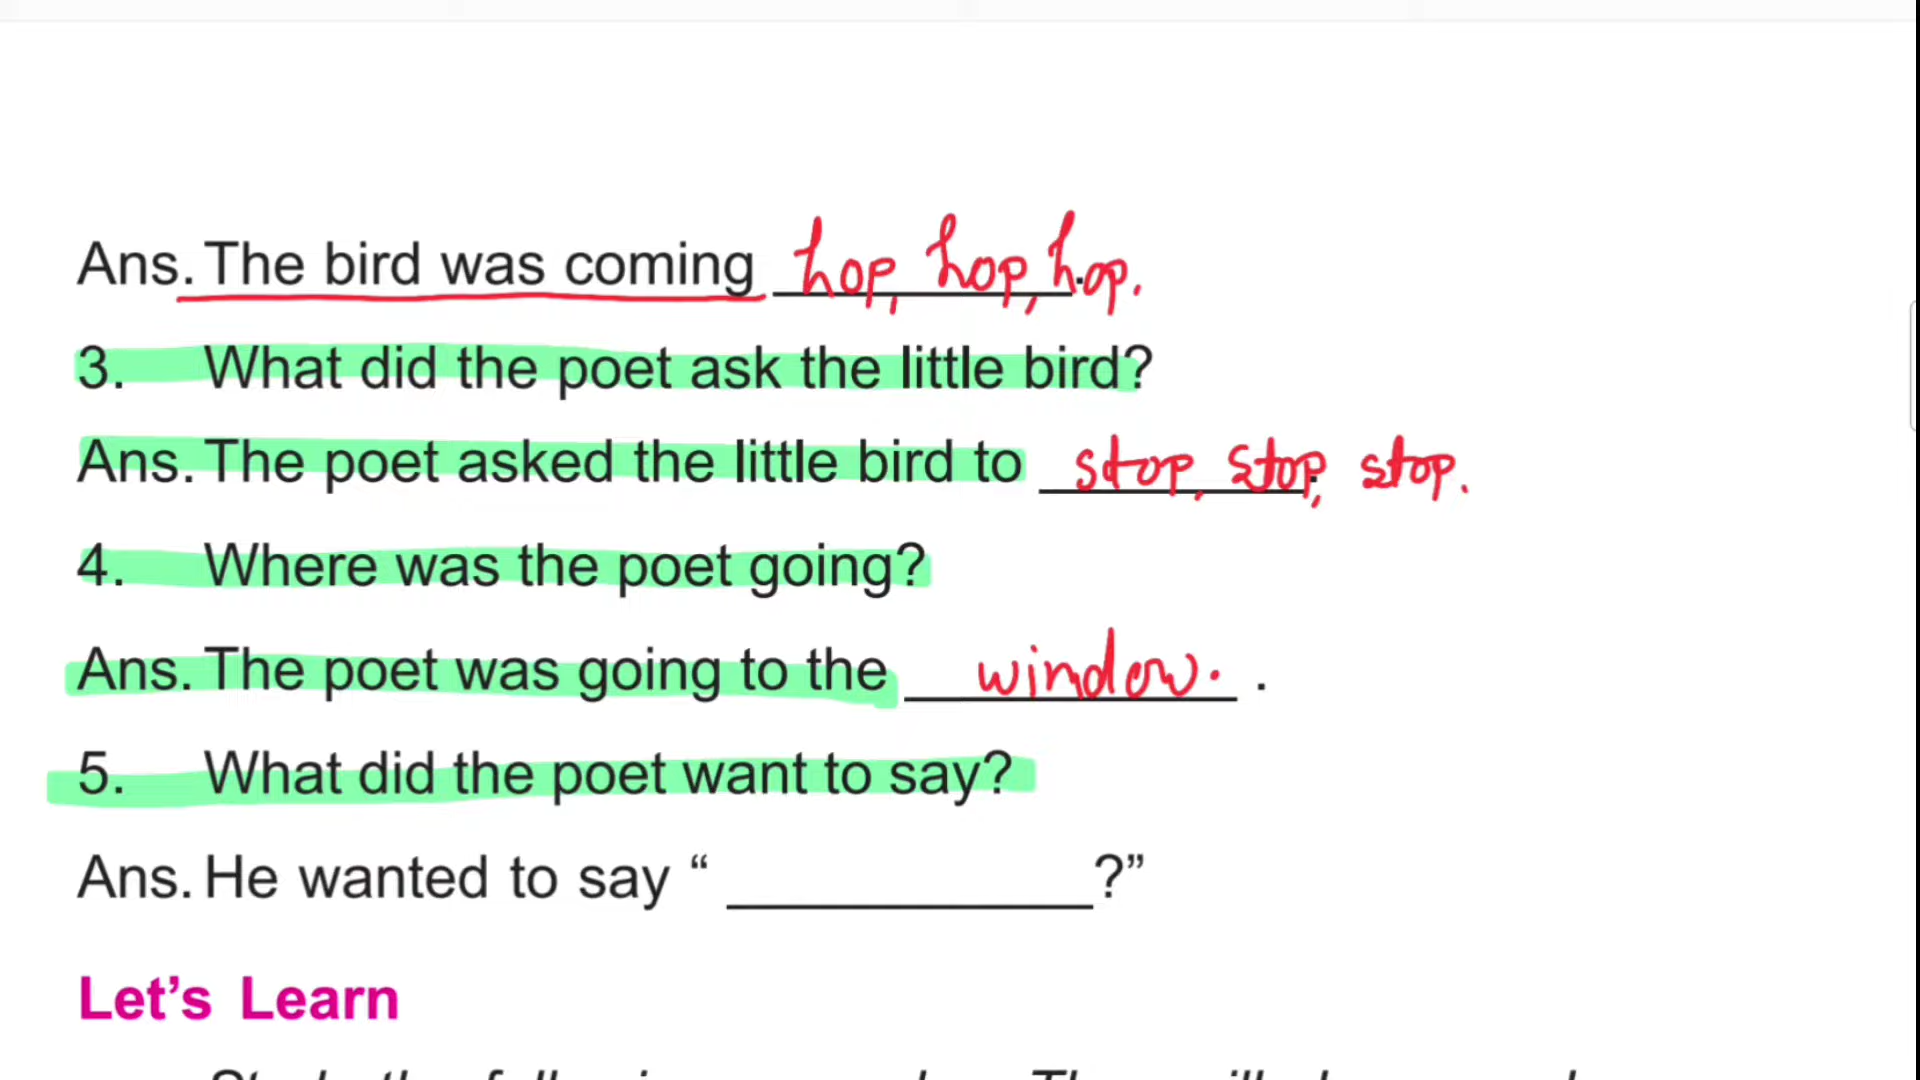 Ans. The bird was coming hop, hop, hop.
3. What did the poet ask the little bird?
Ans. The poet asked the little bird to stop, stop, stop.
4. Where was the poet going?
Ans. The poet was going to the window. .
5. What did the poet want to say?
Ans. He wanted to say “ __________ ?”
Let’s Learn